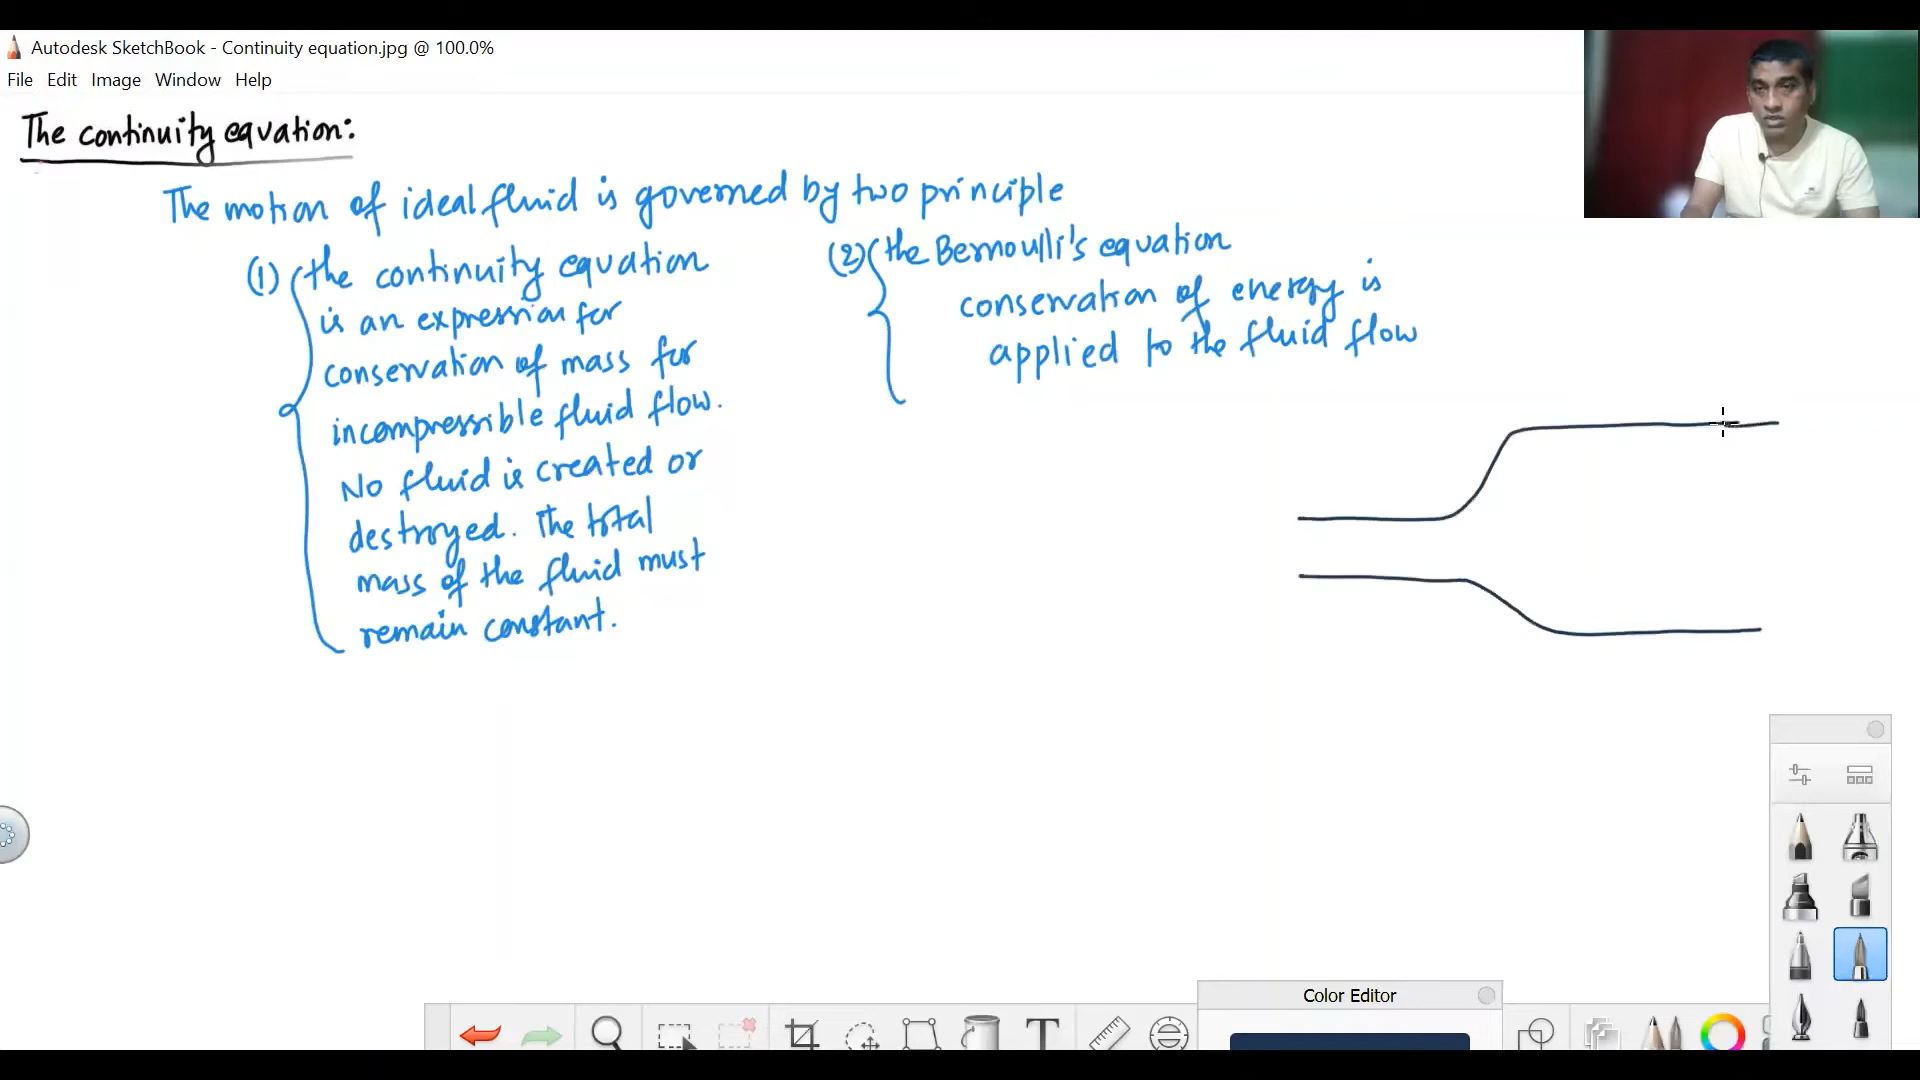 Autodesk SketchBook - Continuity equation.jpg @ 100.0%
File Edit Image Window Help
The continuity equation:
The motion of ideal fluid is governed by two principle
(1) the continuity equation
is an expression for
conservation of mass for
incompressible fluid flow.
No fluid is created or
destroyed. The total
mass of the fluid must
remain constant.
(2) the Bernoulli's equation
conservation of energy is
applied to the fluid flow
Color Editor